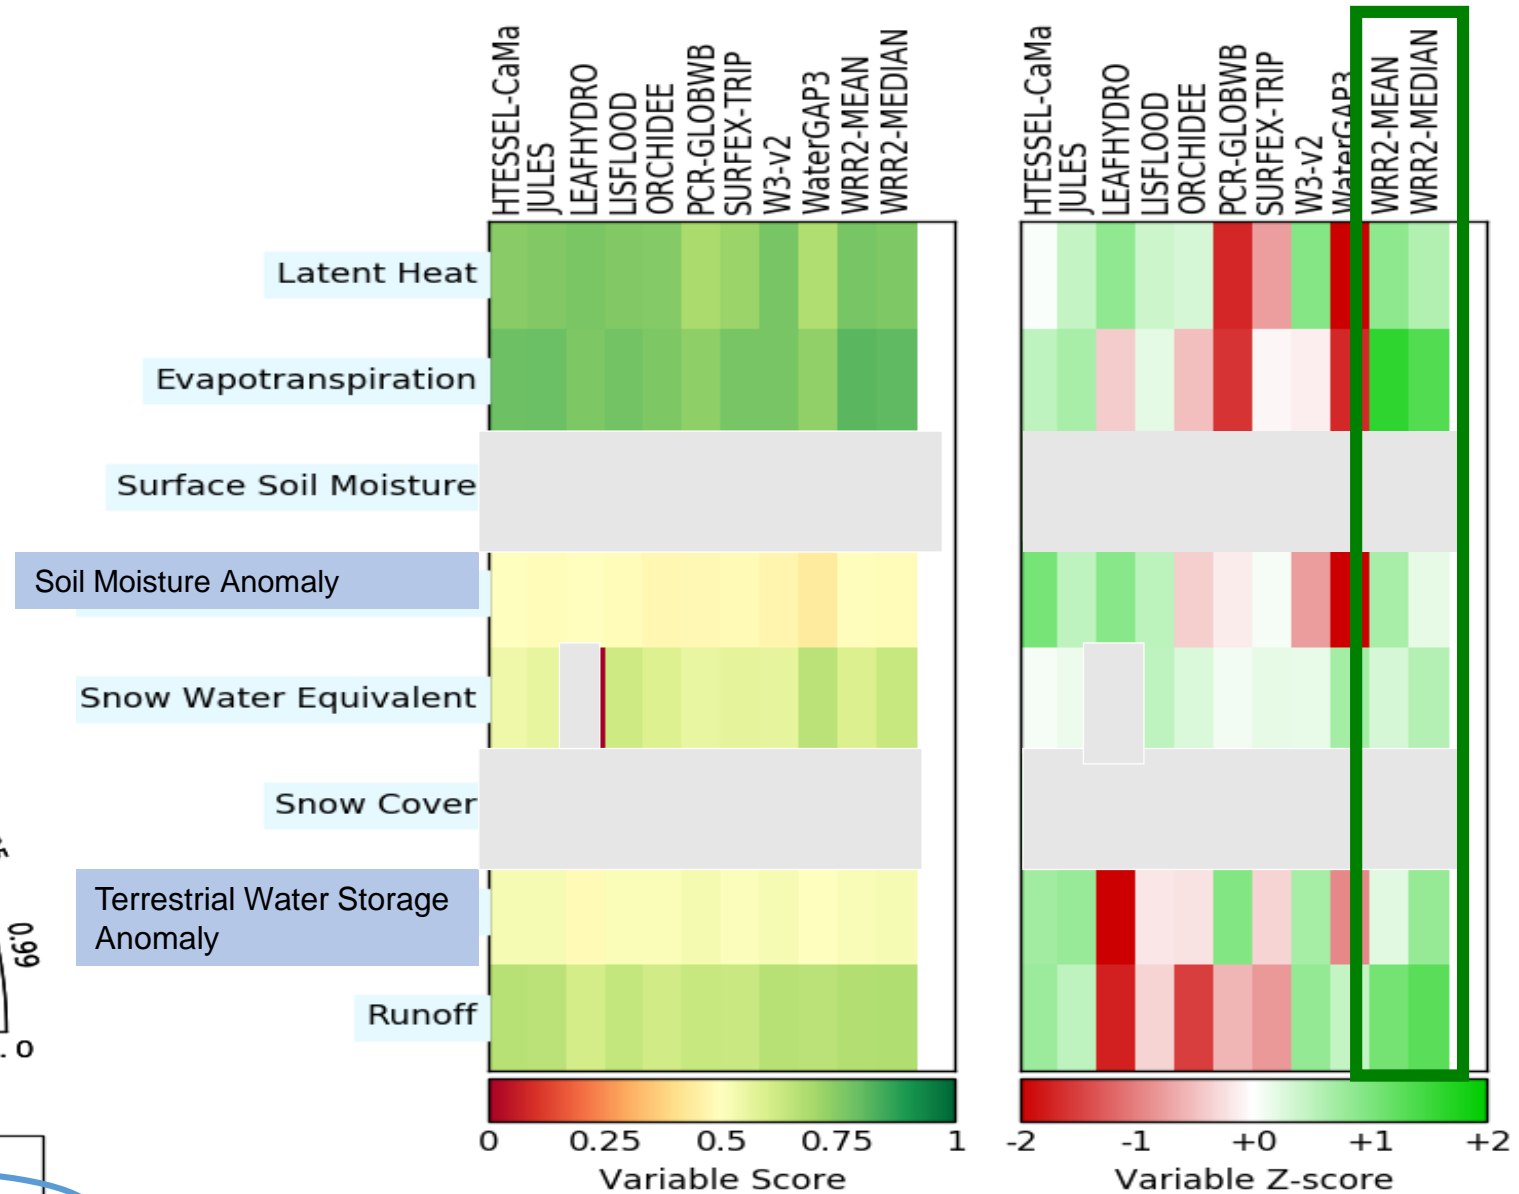 HTESSEL-CaMa
JULES
LEAFHYDRO
LISFLOOD
ORCHIDEE
PCR-GLOBWB
SURFEX-TRIP
W3-v2
WaterGAP3
WRR2-MEAN
WRR2-MEDIAN
HTESSEL-CaMa
JULES
LEAFHYDRO
LISFLOOD
ORCHIDEE
PCR-GLOBWB
SURFEX-TRIP
W3-v2
WaterGAP3
WRR2-MEAN
WRR2-MEDIAN
Latent Heat
Evapotranspiration
Surface Soil Moisture
Soil Moisture Anomaly
Snow Water Equivalent
Snow Cover
Terrestrial Water Storage
Anomaly
0.99
Runoff
0 0.25 0.5 0.75 1
Variable Score
-2 -1 +0 +1 +2
Variable Z-score